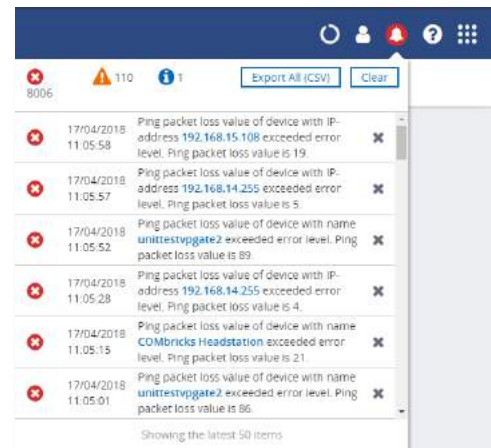 8006
110
1
Export All (CSV)
Clear
17/04/2018
11:05:58
Ping packet loss value of device with IP-
address 192.168.15.108 exceeded error
level. Ping packet loss value is 19.
17/04/2018
11:05:57
Ping packet loss value of device with IP-
address 192.168.14.255 exceeded error
level. Ping packet loss value is 5.
17/04/2018
11:05:52
Ping packet loss value of device with name
unittestvpgate2 exceeded error level. Ping
packet loss value is 89.
17/04/2018
11:05:28
Ping packet loss value of device with IP-
address 192.168.14.255 exceeded error
level. Ping packet loss value is 4.
17/04/2018
11:05:15
Ping packet loss value of device with name
COMbricks Headstation exceeded error
level. Ping packet loss value is 21.
17/04/2018
11:05:01
Ping packet loss value of device with name
unittestvpgate2 exceeded error level. Ping
packet loss value is 86.
Showing the latest 50 items